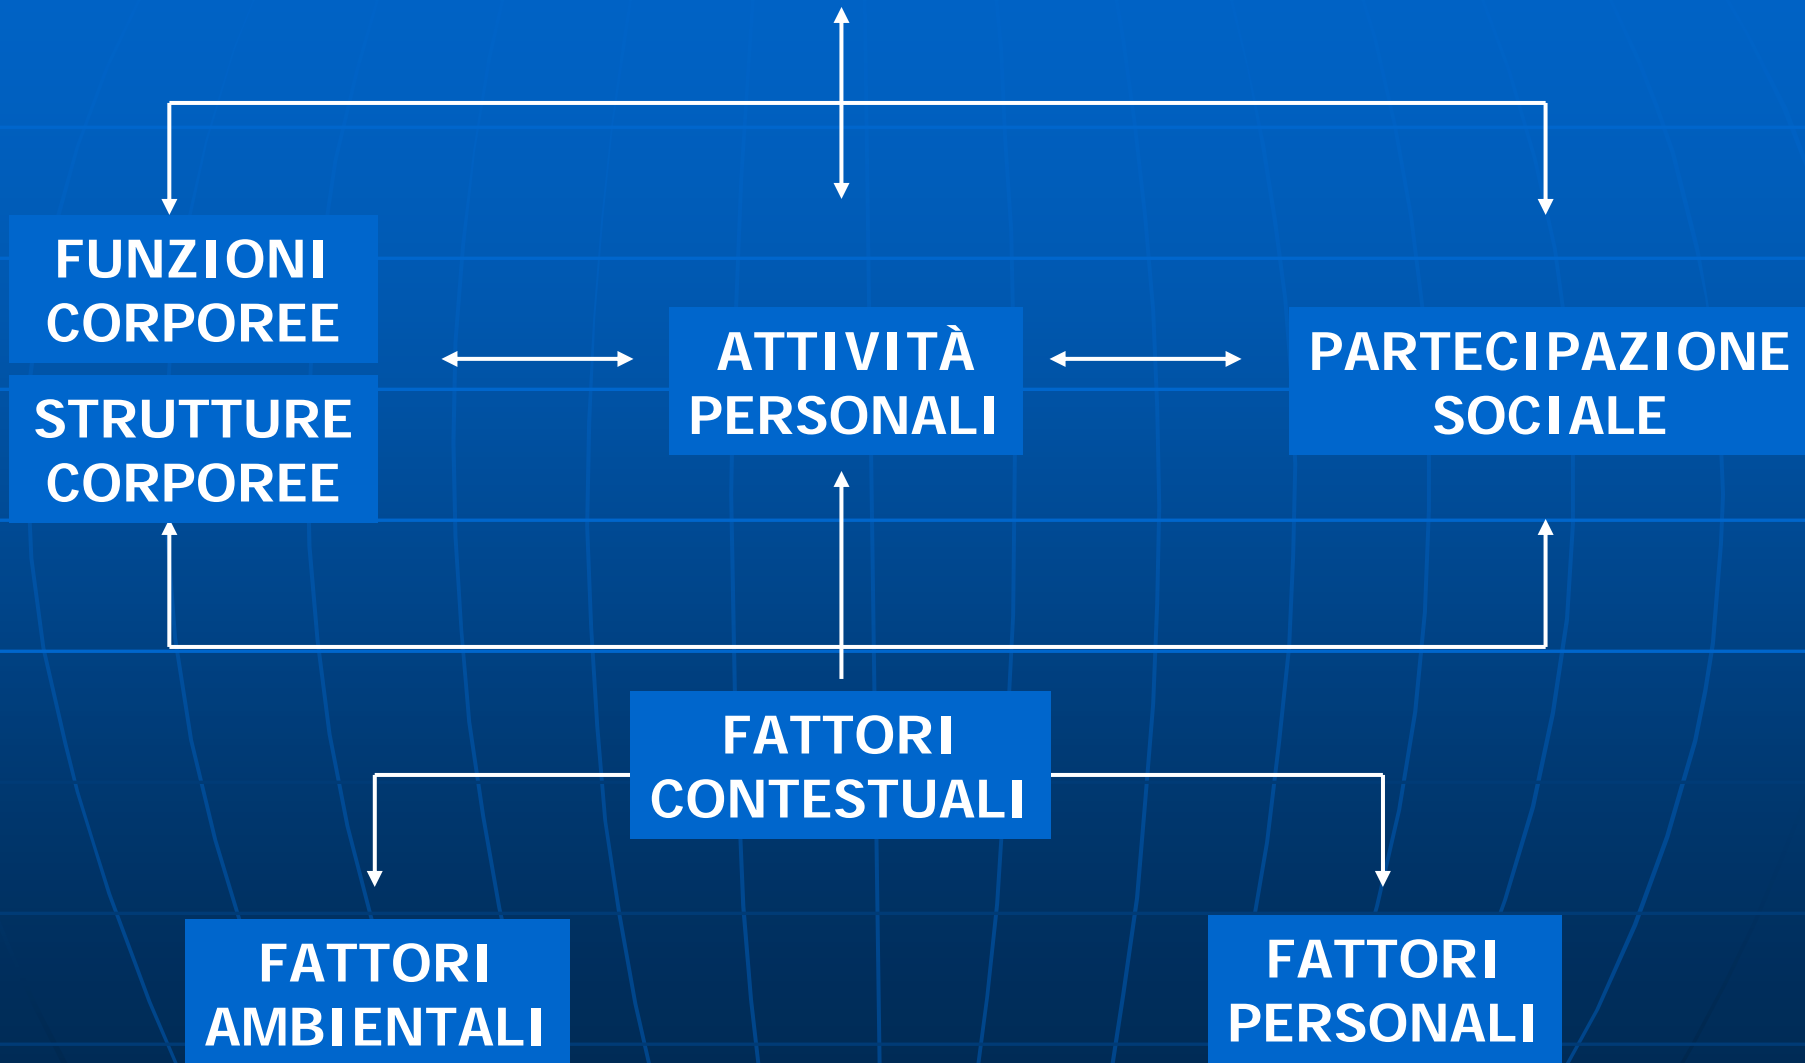 FUNZIONI
CORPOREE
STRUTTURE
CORPOREE
ATTIVITÀ
PERSONALI
PARTECIPAZIONE
SOCIALE
FATTORI
CONTESTUALI
FATTORI
AMBIENTALI
FATTORI
PERSONALI